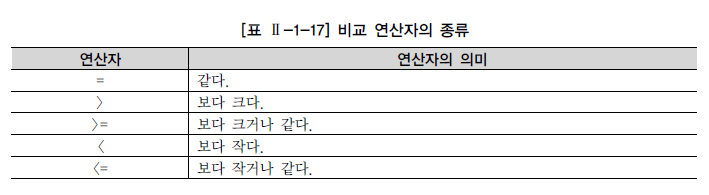 [표 Ⅱ-1-17] 비교 연산자의 종류
연산자 연산자의 의미
= 같다.
> 보다 크다.
>= 보다 크거나 같다.
< 보다 작다.
<= 보다 작거나 같다.